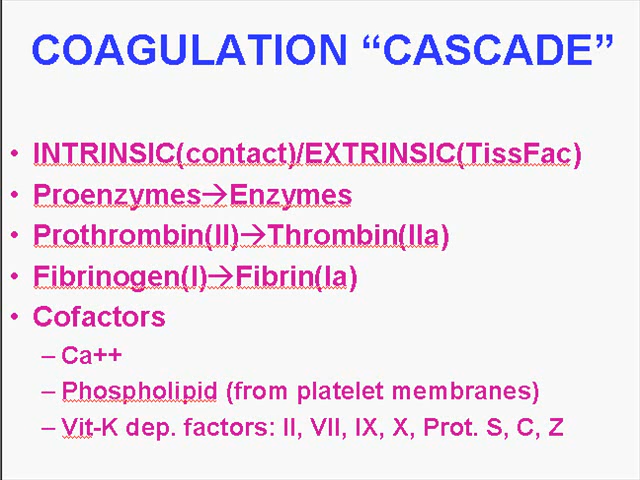 COAGULATION “CASCADE”
• INTRINSIC(contact)/EXTRINSIC(TissFac)
• Proenzymes→Enzymes
• Prothrombin(II)→Thrombin(IIa)
• Fibrinogen(I)→Fibrin(Ia)
• Cofactors
– Ca++
– Phospholipid (from platelet membranes)
– Vit-K dep. factors: II, VII, IX, X, Prot. S, C, Z